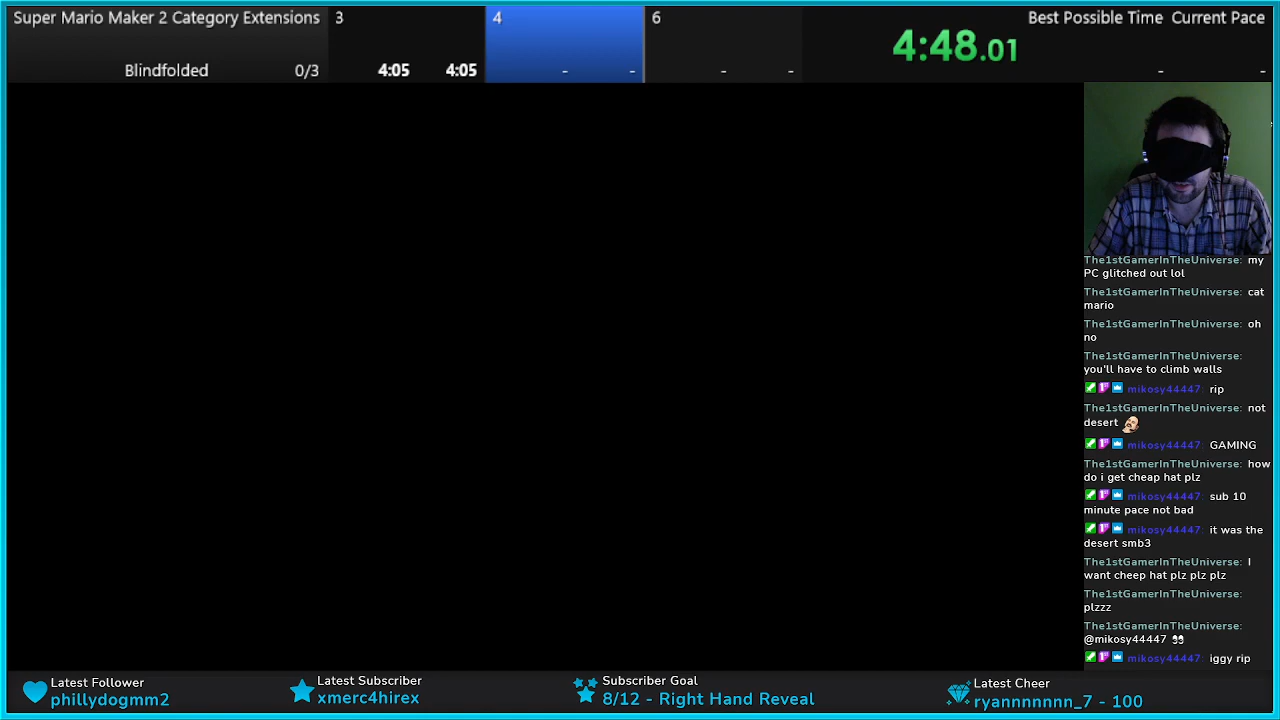 Super Mario Maker 2 Category Extensions
Blindfolded 0/3
3
4:05 4:05
4
- -
6
- -
4:48.01
Best Possible Time Current Pace
- -
The1stGamerInTheUniverse: my
PC glitched out lol
The1stGamerInTheUniverse: cat
mario
The1stGamerInTheUniverse: oh
no
The1stGamerInTheUniverse:
you'll have to climb walls
mikosy44447: rip
The1stGamerInTheUniverse: not
desert
mikosy44447: GAMING
The1stGamerInTheUniverse: how
do i get cheap hat plz
mikosy44447: sub 10
minute pace not bad
mikosy44447: it was the
desert smb3
The1stGamerInTheUniverse: I
want cheep hat plz plz plz
The1stGamerInTheUniverse:
plzzz
The1stGamerInTheUniverse:
@mikosy44447 👀
mikosy44447: iggy rip
Latest Follower
phillydogmm2
Latest Subscriber
xmerc4hirex
Subscriber Goal
8/12 - Right Hand Reveal
Latest Cheer
ryannnnnnn_7 - 100